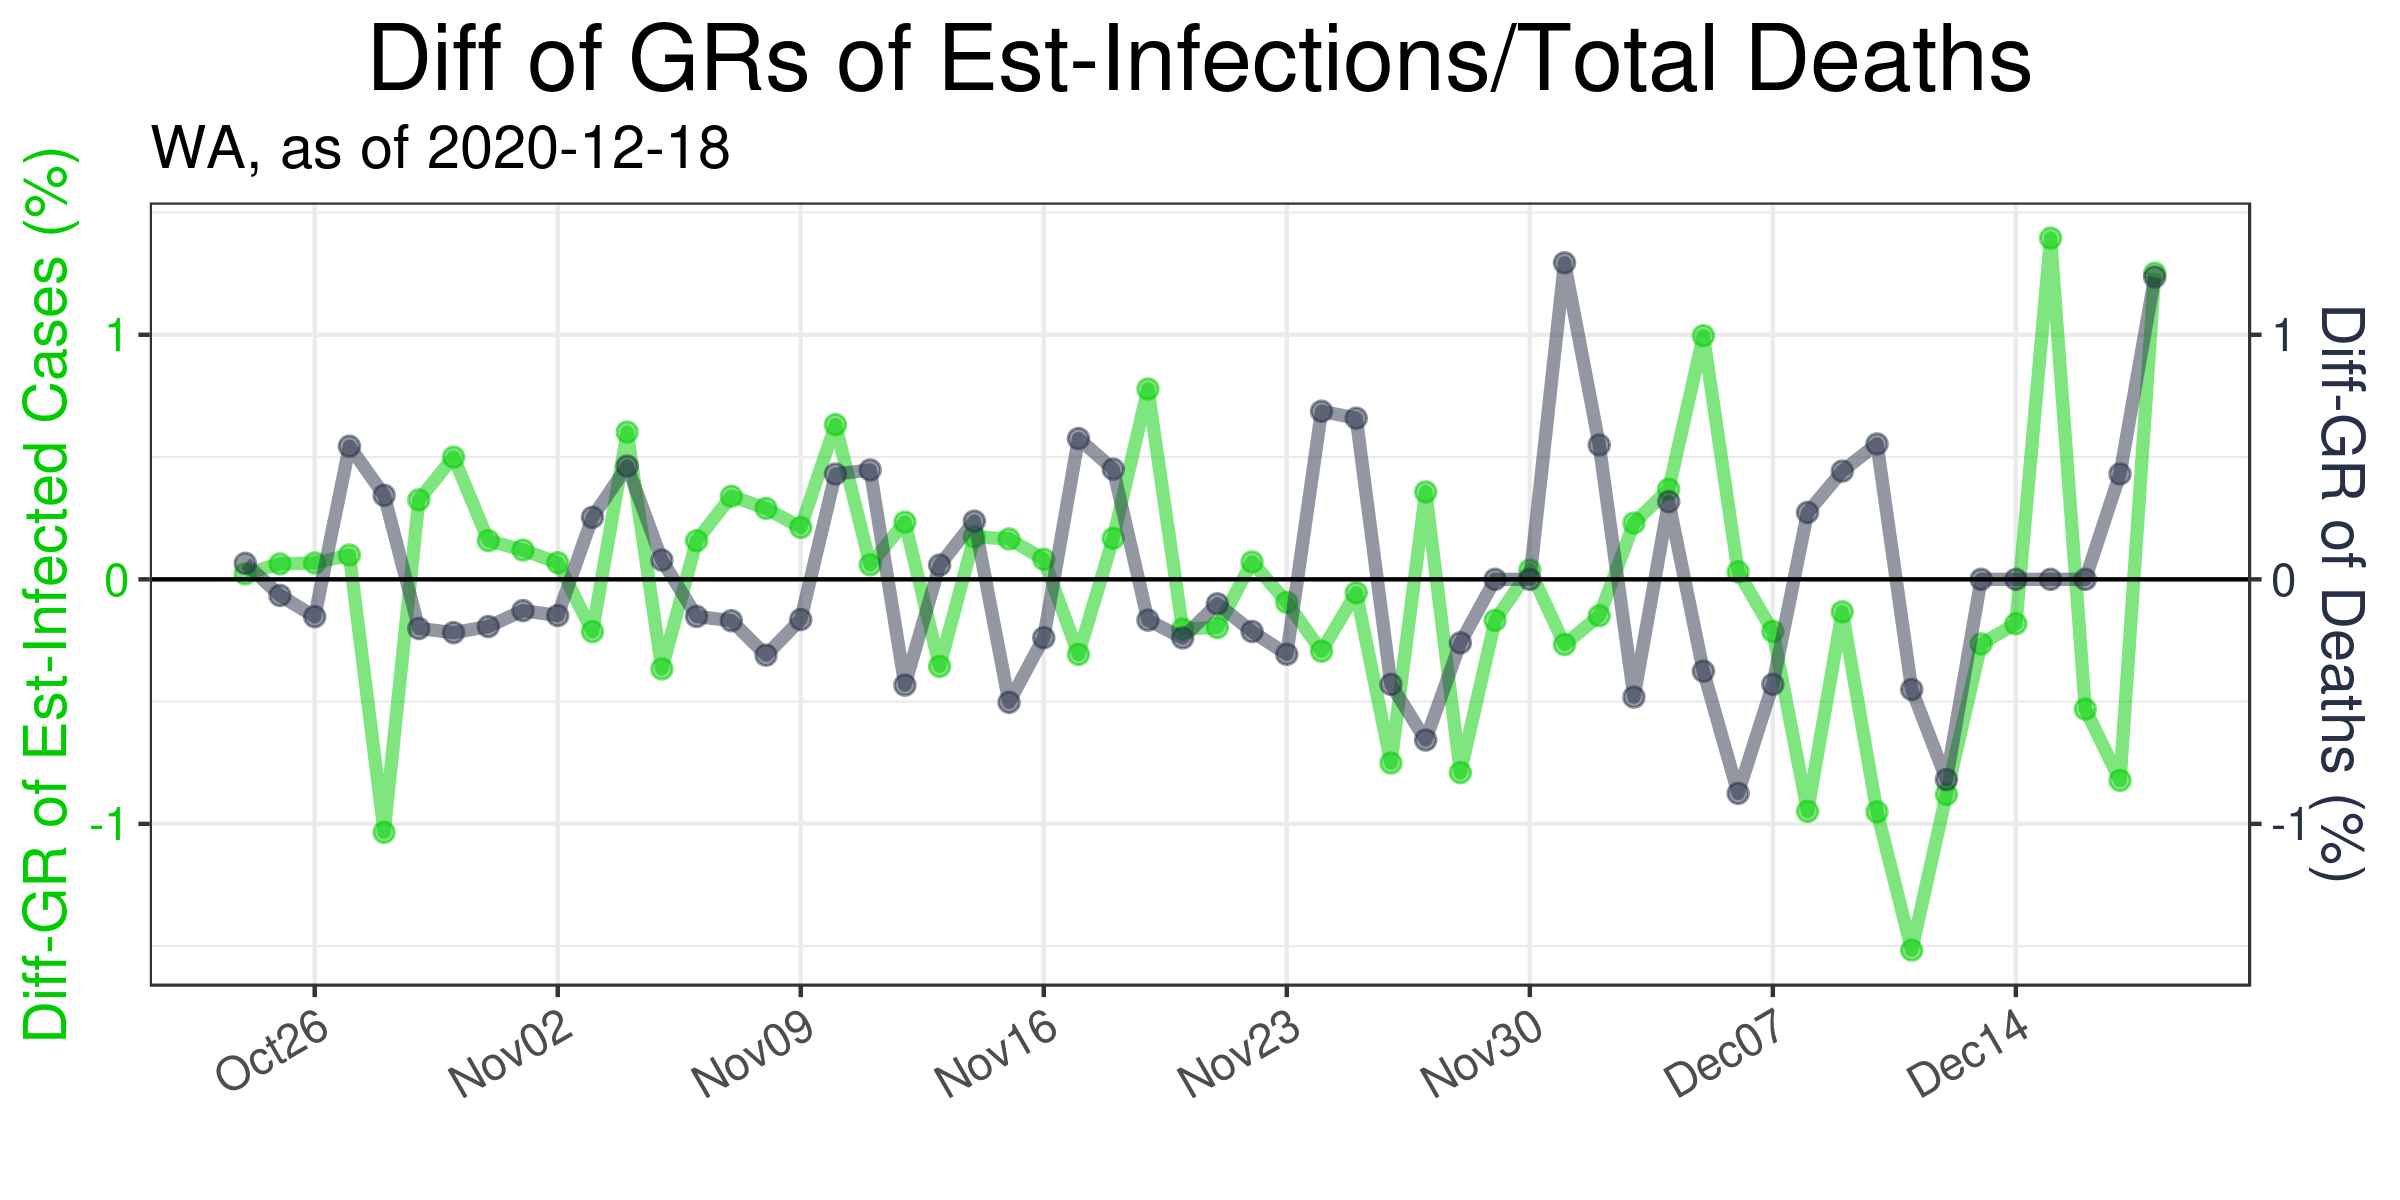 Diff of GRs of Est-Infections/Total Deaths
WA, as of 2020-12-18
Diff-GR of Est-Infected Cases (%)
1
0
-1
1
0
-1
Diff-GR of Deaths (%)
Oct26
Nov02
Nov09
Nov16
Nov23
Nov30
Dec07
Dec14